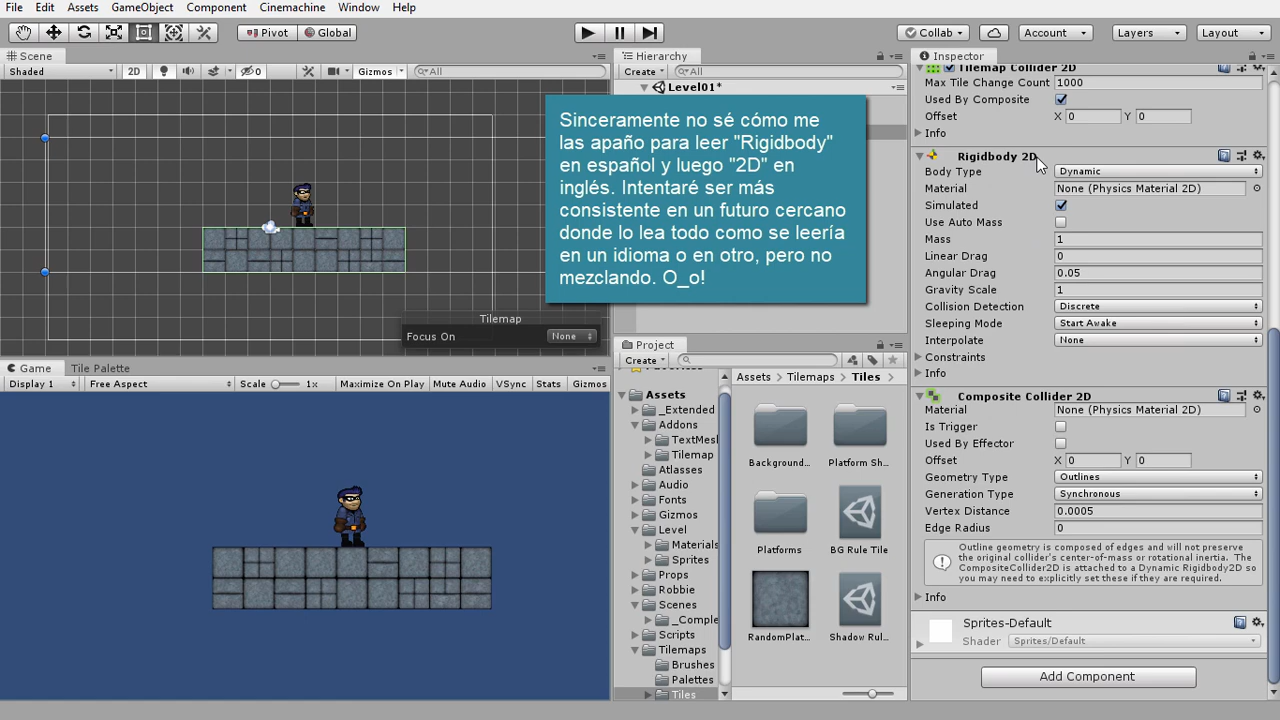 File Edit Assets GameObject Component Cinemachine Window Help
Pivot Global Collab Account Layers Layout
Scene
Shaded 2D 0 Gizmos All
Hierarchy
Create All
Level01*
Sinceramente no sé cómo me
las apaño para leer "Rigidbody"
en español y luego "2D" en
inglés. Intentaré ser más
consistente en un futuro cercano
donde lo lea todo como se leería
en un idioma o en otro, pero no
mezclando. O_o!
Tilemap
Focus On None
Game Tile Palette
Display 1 Free Aspect Scale 1x Maximize On Play Mute Audio VSync Stats Gizmos
Project
Create
Assets
_Extended
Addons
TextMesh
Tilemap
Atlasses
Audio
Fonts
Gizmos
Level
Materials
Sprites
Props
Robbie
Scenes
_Comple
Scripts
Tilemaps
Brushes
Palettes
Tiles
Assets Tilemaps Tiles
Background... Platform Sh...
Platforms BG Rule Tile
RandomPlat... Shadow Rul...
Inspector
Tilemap Collider 2D
Max Tile Change Count 1000
Used By Composite
Offset X 0 Y 0
Info
Rigidbody 2D
Body Type Dynamic
Material None (Physics Material 2D)
Simulated
Use Auto Mass
Mass 1
Linear Drag 0
Angular Drag 0.05
Gravity Scale 1
Collision Detection Discrete
Sleeping Mode Start Awake
Interpolate None
Constraints
Info
Composite Collider 2D
Material None (Physics Material 2D)
Is Trigger
Used By Effector
Offset X 0 Y 0
Geometry Type Outlines
Generation Type Synchronous
Vertex Distance 0.0005
Edge Radius 0
Outline geometry is composed of edges and will not preserve
the original collider's center-of-mass or rotational inertia. The
CompositeCollider2D is attached to a Dynamic Rigidbody2D so
you may need to explicitly set these if they are required.
Info
Sprites-Default
Shader Sprites/Default
Add Component